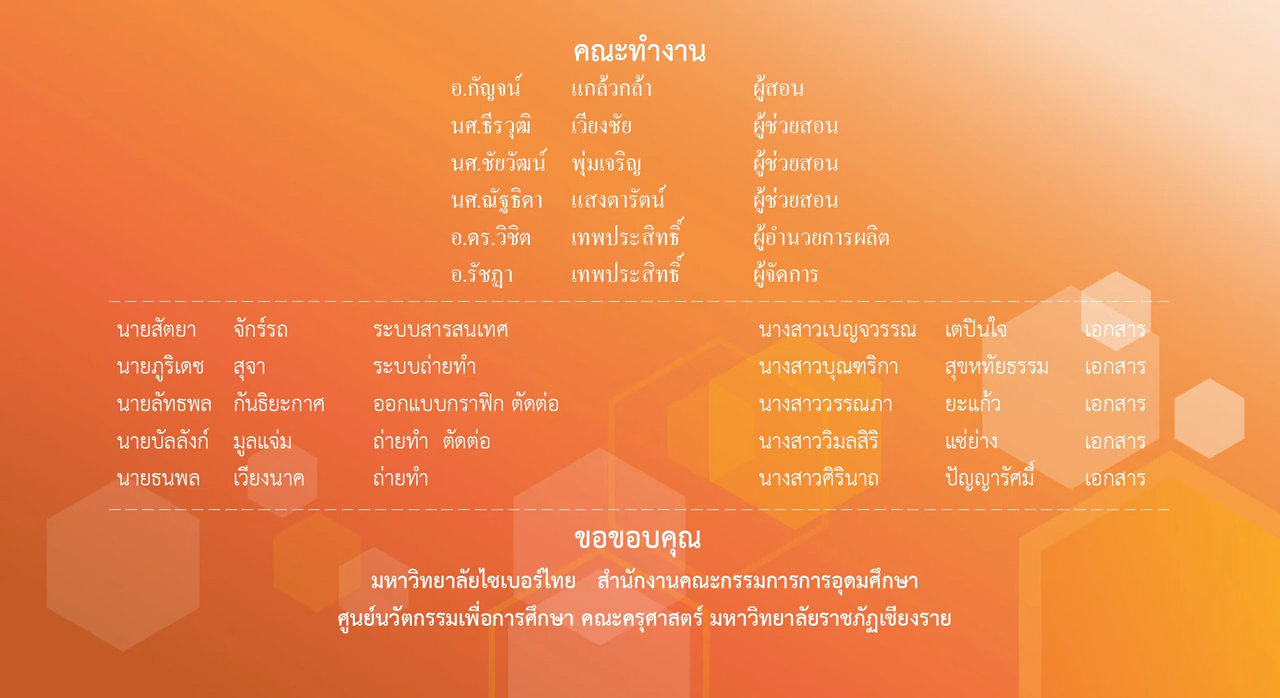 คณะทำงาน
อ.กัญจน์ แกล้วกล้า ผู้สอน
นศ.ธีรวุฒิ เวียงชัย ผู้ช่วยสอน
นศ.ชัยวัฒน์ พุ่มเจริญ ผู้ช่วยสอน
นศ.ณัฐธิดา แสงดารัตน์ ผู้ช่วยสอน
อ.ดร.วิชิต เทพประสิทธิ์ ผู้อำนวยการผลิต
อ.รัชฎา เทพประสิทธิ์ ผู้จัดการ
นายสัตยา จักร์รถ ระบบสารสนเทศ นางสาวเบญจวรรณ เตปินใจ เอกสาร
นายภูริเดช สุจา ระบบถ่ายทำ นางสาวบุณฑริกา สุขหทัยธรรม เอกสาร
นายลัทธพล กันธิยะกาศ ออกแบบกราฟิก ตัดต่อ นางสาววรรณภา ยะแก้ว เอกสาร
นายบัลลังก์ มูลแจ่ม ถ่ายทำ ตัดต่อ นางสาววิมลสิริ แซ่ย่าง เอกสาร
นายธนพล เวียงนาค ถ่ายทำ นางสาวศิรินาถ ปัญญารัศมิ์ เอกสาร
ขอขอบคุณ
มหาวิทยาลัยไซเบอร์ไทย สำนักงานคณะกรรมการการอุดมศึกษา
ศูนย์นวัตกรรมเพื่อการศึกษา คณะครุศาสตร์ มหาวิทยาลัยราชภัฏเชียงราย